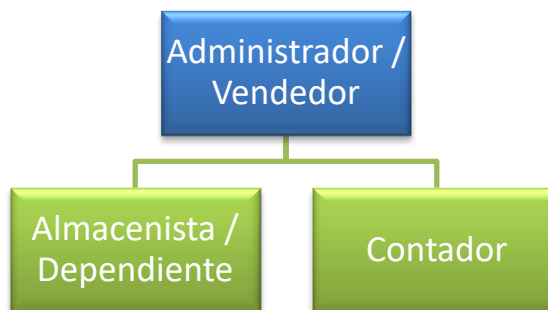 Administrador /
Vendedor
Almacenista /
Dependiente
Contador